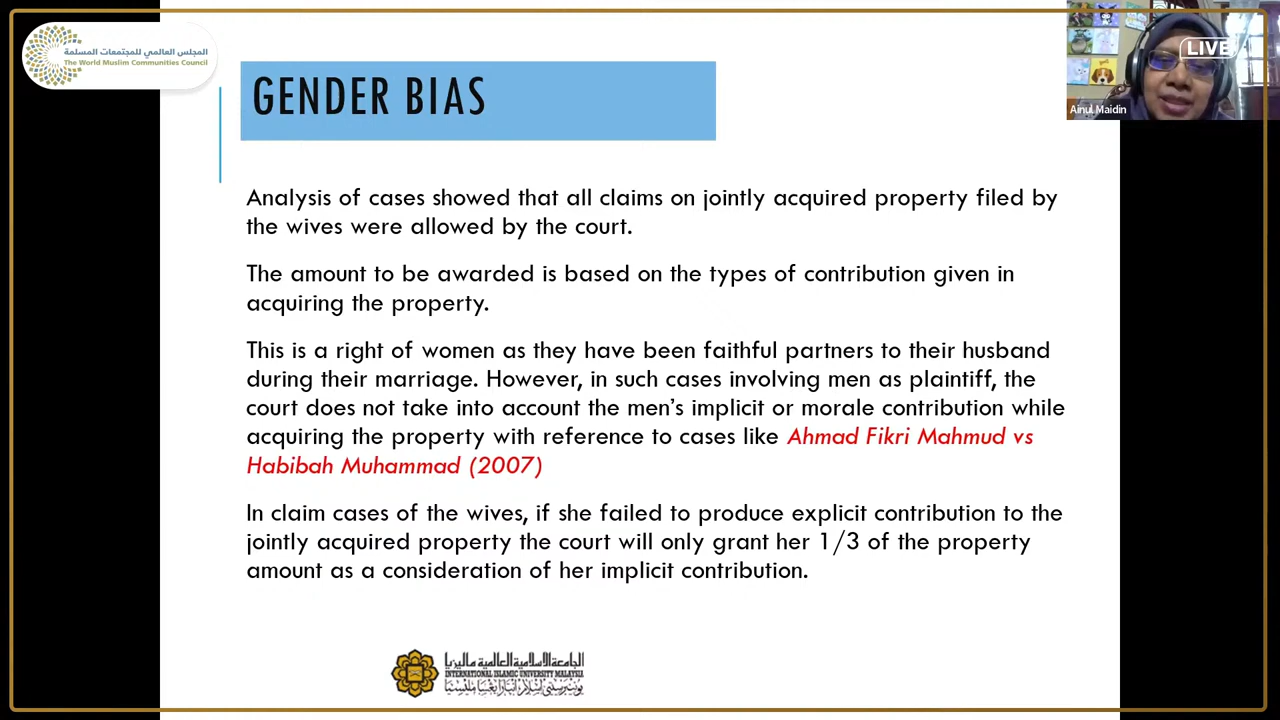 المجلس العالمي للمجتمعات المسلمة
The World Muslim Communities Council
LIVE
Ainul Maidin
GENDER BIAS
Analysis of cases showed that all claims on jointly acquired property filed by
the wives were allowed by the court.
The amount to be awarded is based on the types of contribution given in
acquiring the property.
This is a right of women as they have been faithful partners to their husband
during their marriage. However, in such cases involving men as plaintiff, the
court does not take into account the men's implicit or morale contribution while
acquiring the property with reference to cases like Ahmad Fikri Mahmud vs
Habibah Muhammad (2007)
In claim cases of the wives, if she failed to produce explicit contribution to the
jointly acquired property the court will only grant her 1/3 of the property
amount as a consideration of her implicit contribution.
الجامعة الإسلامية العالمية ماليزيا
INTERNATIONAL ISLAMIC UNIVERSITY MALAYSIA